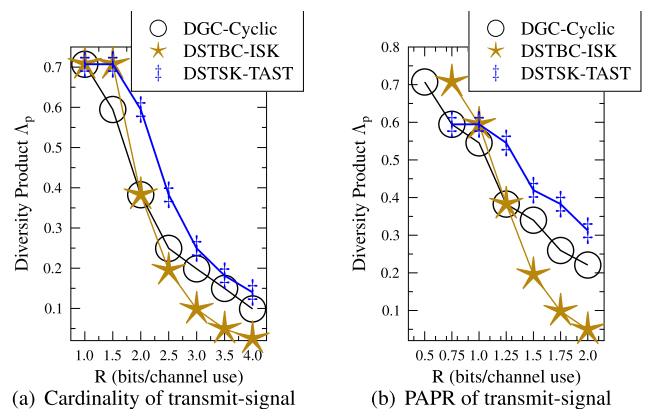 DGC-Cyclic
DSTBC-ISK
DSTSK-TAST
0.7
0.6
0.5
0.4
0.3
0.2
0.1
Diversity Product Λp
1.0 1.5 2.0 2.5 3.0 3.5 4.0
R (bits/channel use)
(a) Cardinality of transmit-signal
DGC-Cyclic
DSTBC-ISK
DSTSK-TAST
0.8
0.7
0.6
0.5
0.4
0.3
0.2
0.1
Diversity Product Λp
0.5 0.75 1.0 1.25 1.5 1.75 2.0
R (bits/channel use)
(b) PAPR of transmit-signal